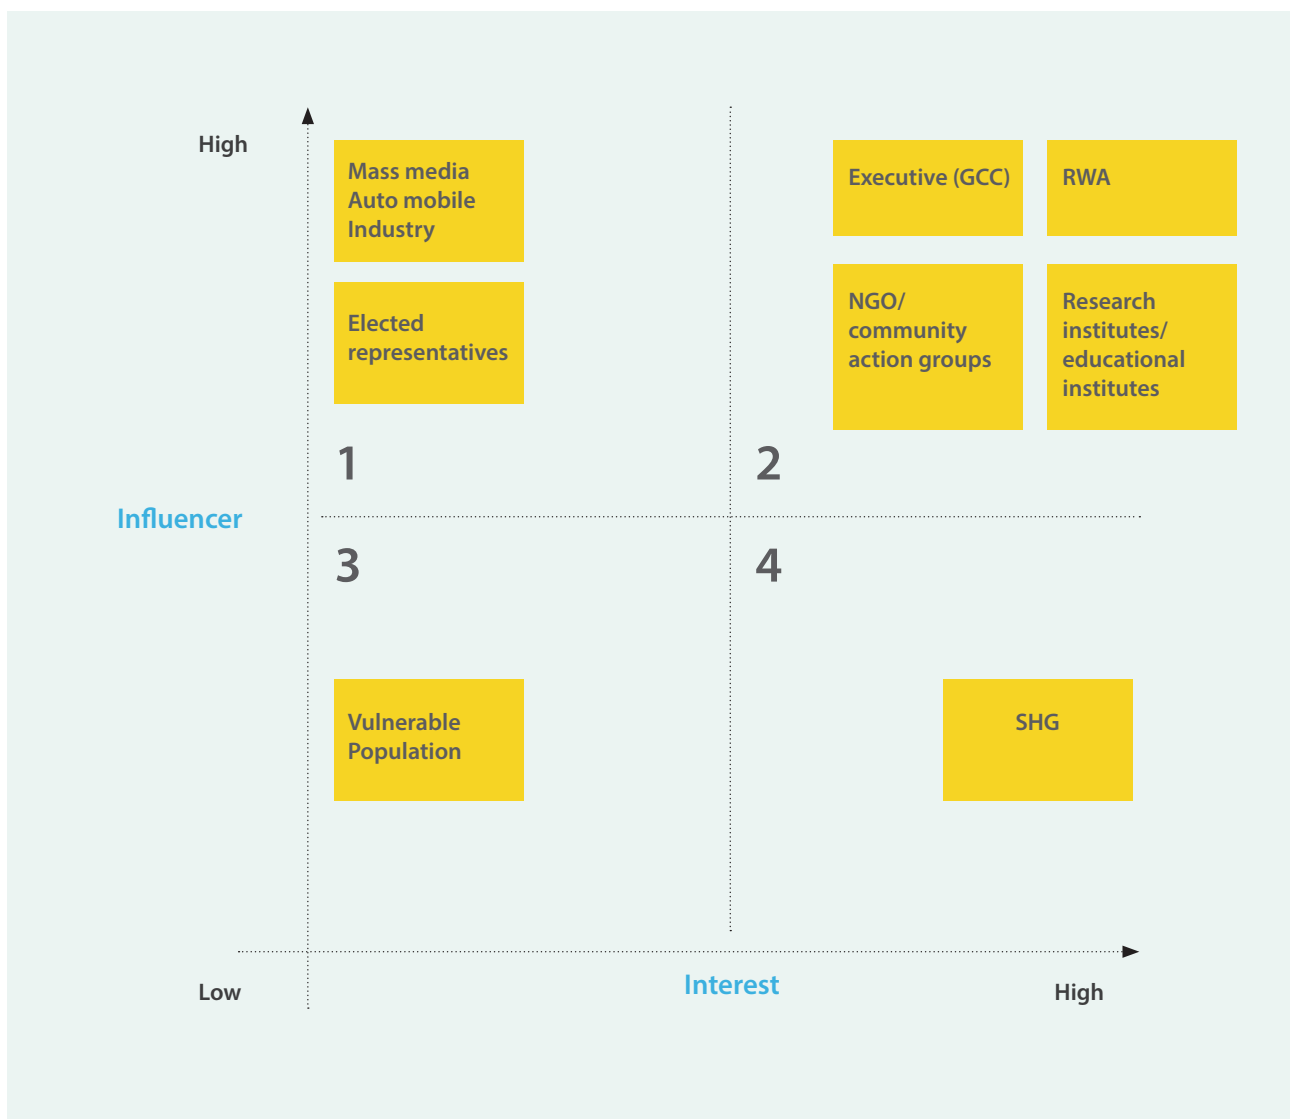 High
Mass media
Auto mobile
Industry
Executive (GCC)
RWA
Elected
representatives
NGO/
community
action groups
Research
institutes/
educational
institutes
1
2
Influencer
3
4
Vulnerable
Population
SHG
Low
Interest
High